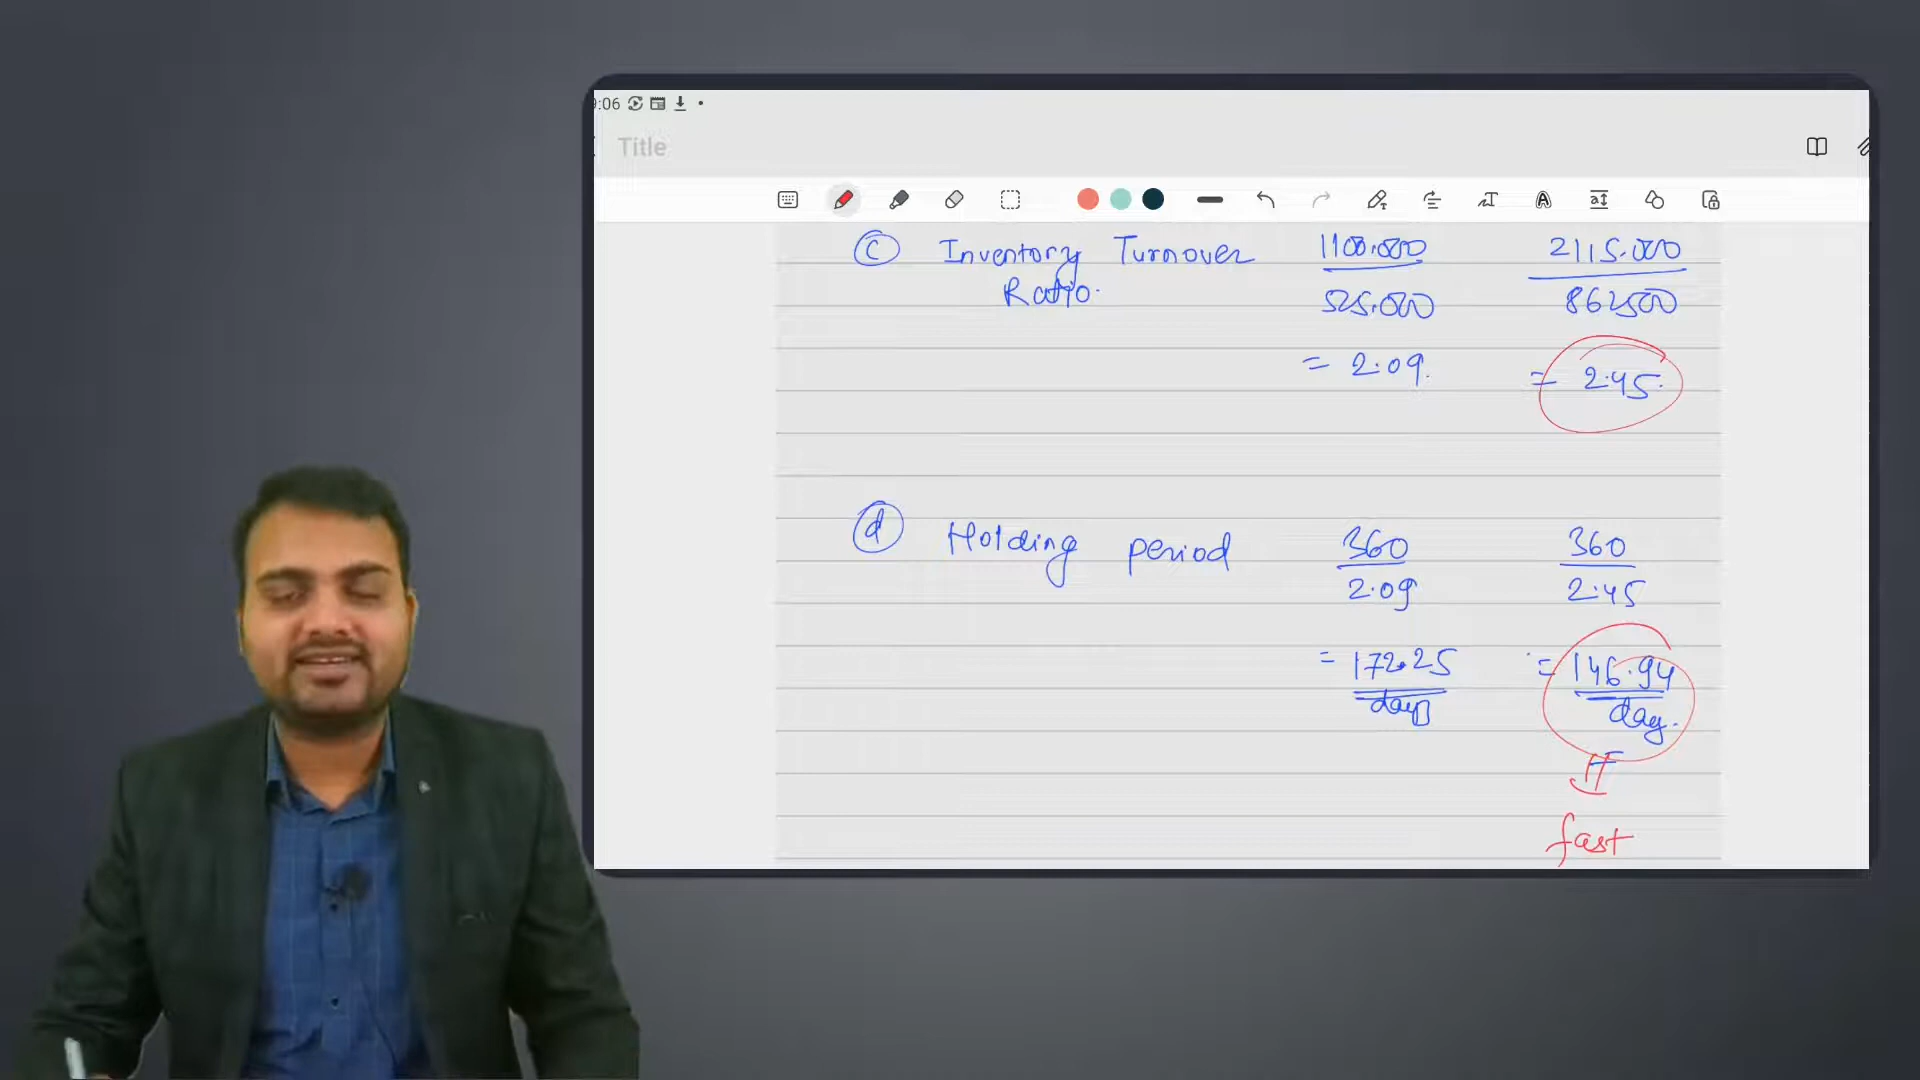 9:06
Title
c Inventory Turnover 1100.000 2115.000
Ratio. 525.000 862500
= 2.09. = 2.45.
d Holding period 360 360
2.09 2.45
= 172.25 = 146.94
days day.
fast